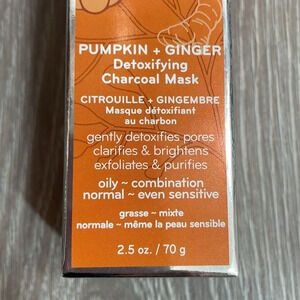 PUMPKIN + GINGER
Detoxifying
Charcoal Mask
CITROUILLE + GINGEMBRE
Masque détoxifiant
au charbon
gently detoxifies pores
clarifies & brightens
exfoliates & purifies
oily ~ combination
normal ~ even sensitive
grasse ~ mixte
normale ~ même la peau sensible
2.5 oz. / 70 g